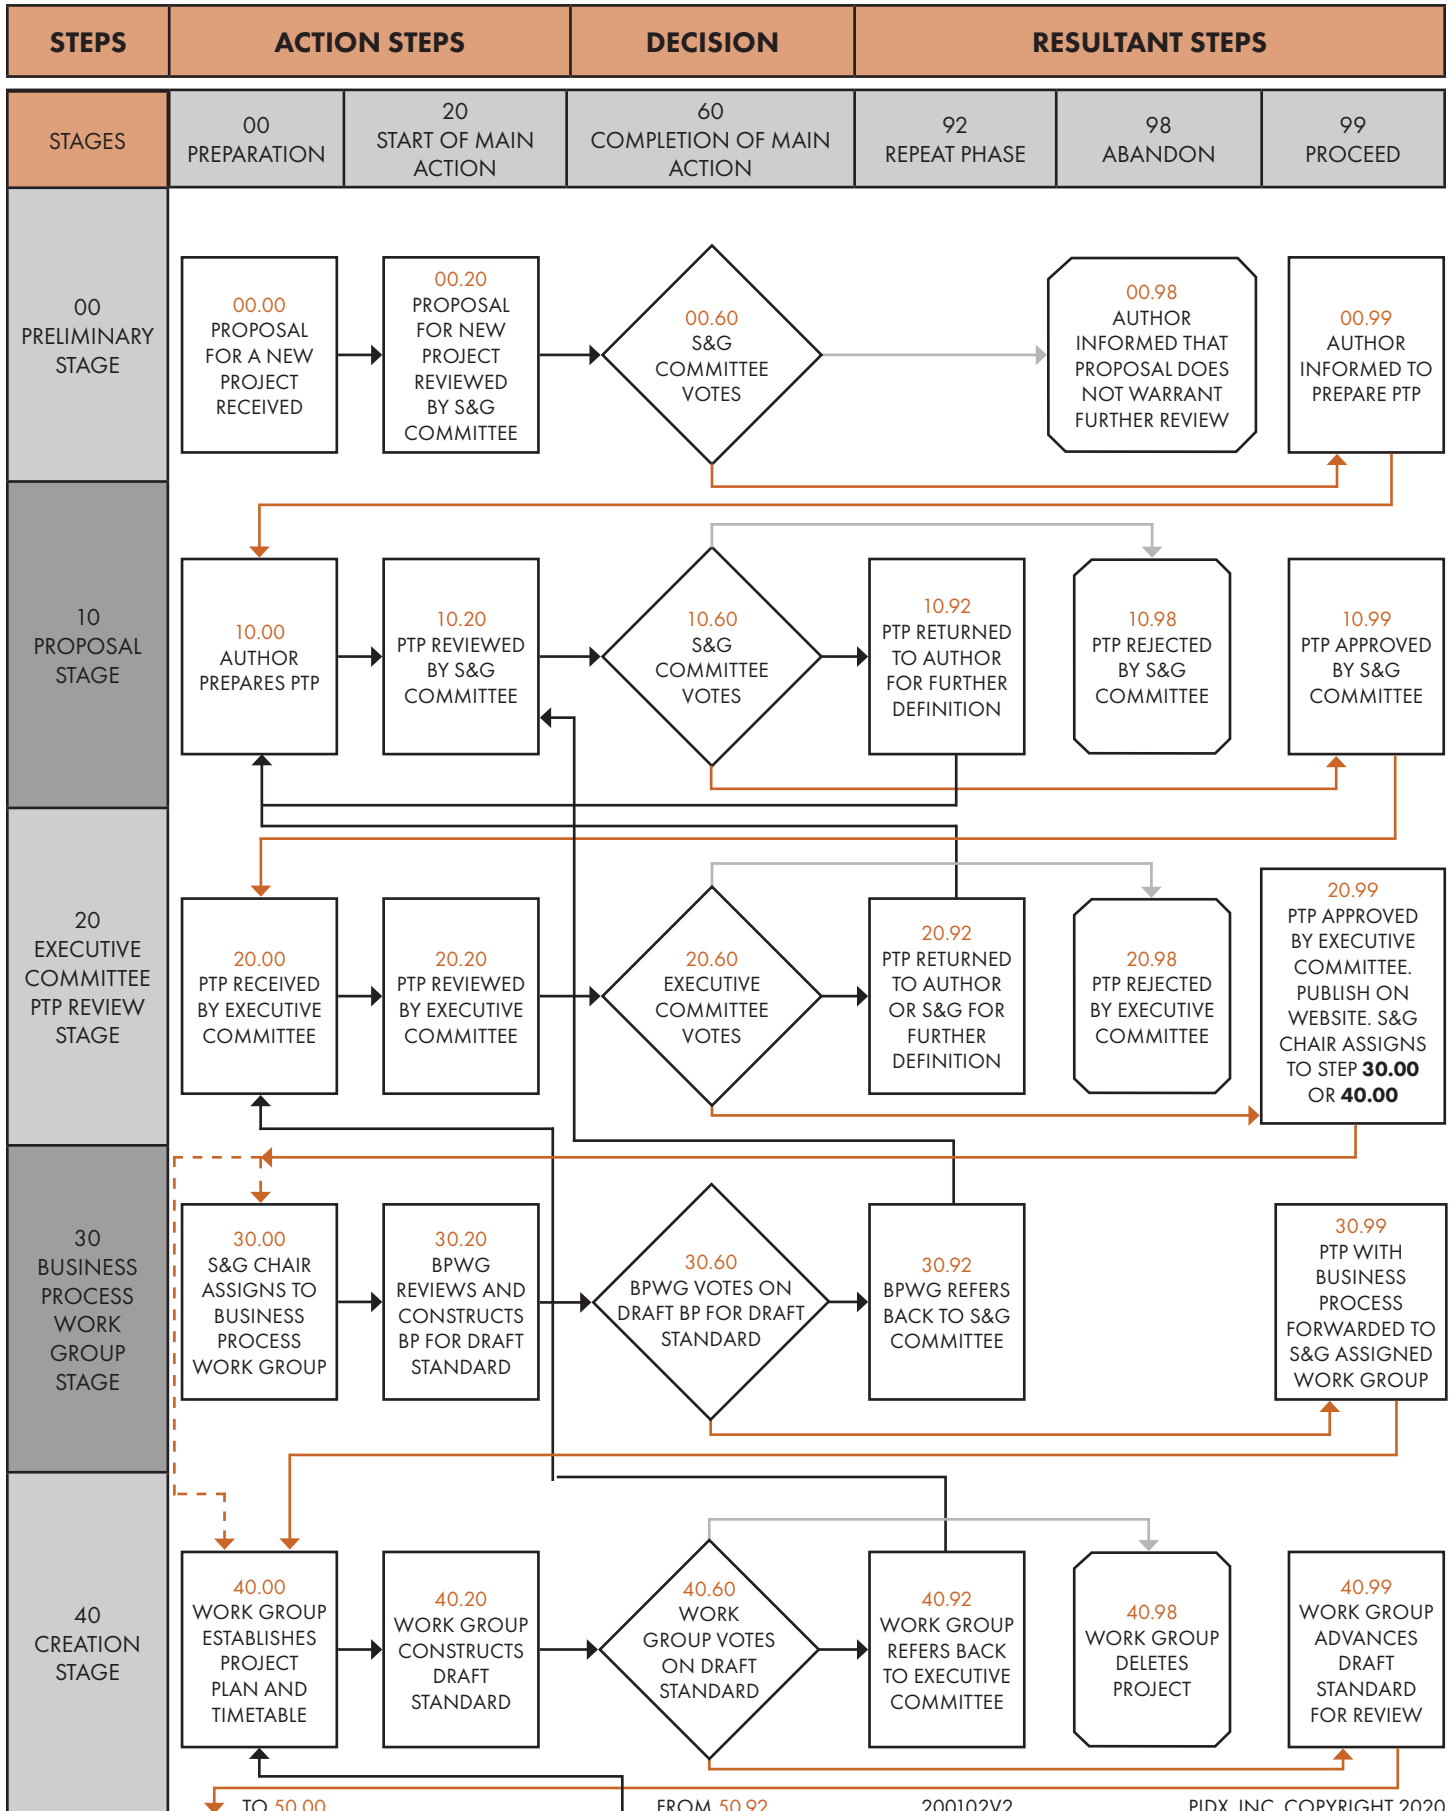 STEPS
ACTION STEPS
DECISION
RESULTANT STEPS
STAGES
00
PREPARATION
20
START OF MAIN
ACTION
60
COMPLETION OF MAIN
ACTION
92
REPEAT PHASE
98
ABANDON
99
PROCEED
00
PRELIMINARY
STAGE
00.00
PROPOSAL
FOR A NEW
PROJECT
RECEIVED
00.20
PROPOSAL
FOR NEW
PROJECT
REVIEWED
BY S&G
COMMITTEE
00.60
S&G
COMMITTEE
VOTES
00.98
AUTHOR
INFORMED THAT
PROPOSAL DOES
NOT WARRANT
FURTHER REVIEW
00.99
AUTHOR
INFORMED TO
PREPARE PTP
10
PROPOSAL
STAGE
10.00
AUTHOR
PREPARES PTP
10.20
PTP REVIEWED
BY S&G
COMMITTEE
10.60
S&G
COMMITTEE
VOTES
10.92
PTP RETURNED
TO AUTHOR
FOR FURTHER
DEFINITION
10.98
PTP REJECTED
BY S&G
COMMITTEE
10.99
PTP APPROVED
BY S&G
COMMITTEE
20
EXECUTIVE
COMMITTEE
PTP REVIEW
STAGE
20.00
PTP RECEIVED
BY EXECUTIVE
COMMITTEE
20.20
PTP REVIEWED
BY EXECUTIVE
COMMITTEE
20.60
EXECUTIVE
COMMITTEE
VOTES
20.92
PTP RETURNED
TO AUTHOR
OR S&G FOR
FURTHER
DEFINITION
20.98
PTP REJECTED
BY EXECUTIVE
COMMITTEE
20.99
PTP APPROVED
BY EXECUTIVE
COMMITTEE.
PUBLISH ON
WEBSITE. S&G
CHAIR ASSIGNS
TO STEP 30.00
OR 40.00
30
BUSINESS
PROCESS
WORK
GROUP
STAGE
30.00
S&G CHAIR
ASSIGNS TO
BUSINESS
PROCESS
WORK GROUP
30.20
BPWG
REVIEWS AND
CONSTRUCTS
BP FOR DRAFT
STANDARD
30.60
BPWG VOTES ON
DRAFT BP FOR DRAFT
STANDARD
30.92
BPWG REFERS
BACK TO S&G
COMMITTEE
30.99
PTP WITH
BUSINESS
PROCESS
FORWARDED TO
S&G ASSIGNED
WORK GROUP
40
CREATION
STAGE
40.00
WORK GROUP
ESTABLISHES
PROJECT
PLAN AND
TIMETABLE
40.20
WORK GROUP
CONSTRUCTS
DRAFT
STANDARD
40.60
WORK
GROUP VOTES
ON DRAFT
STANDARD
40.92
WORK GROUP
REFERS BACK
TO EXECUTIVE
COMMITTEE
40.98
WORK GROUP
DELETES
PROJECT
40.99
WORK GROUP
ADVANCES
DRAFT
STANDARD
FOR REVIEW
TO 50.00
FROM 50.92
200102V2
PIDX, INC. COPYRIGHT 2020